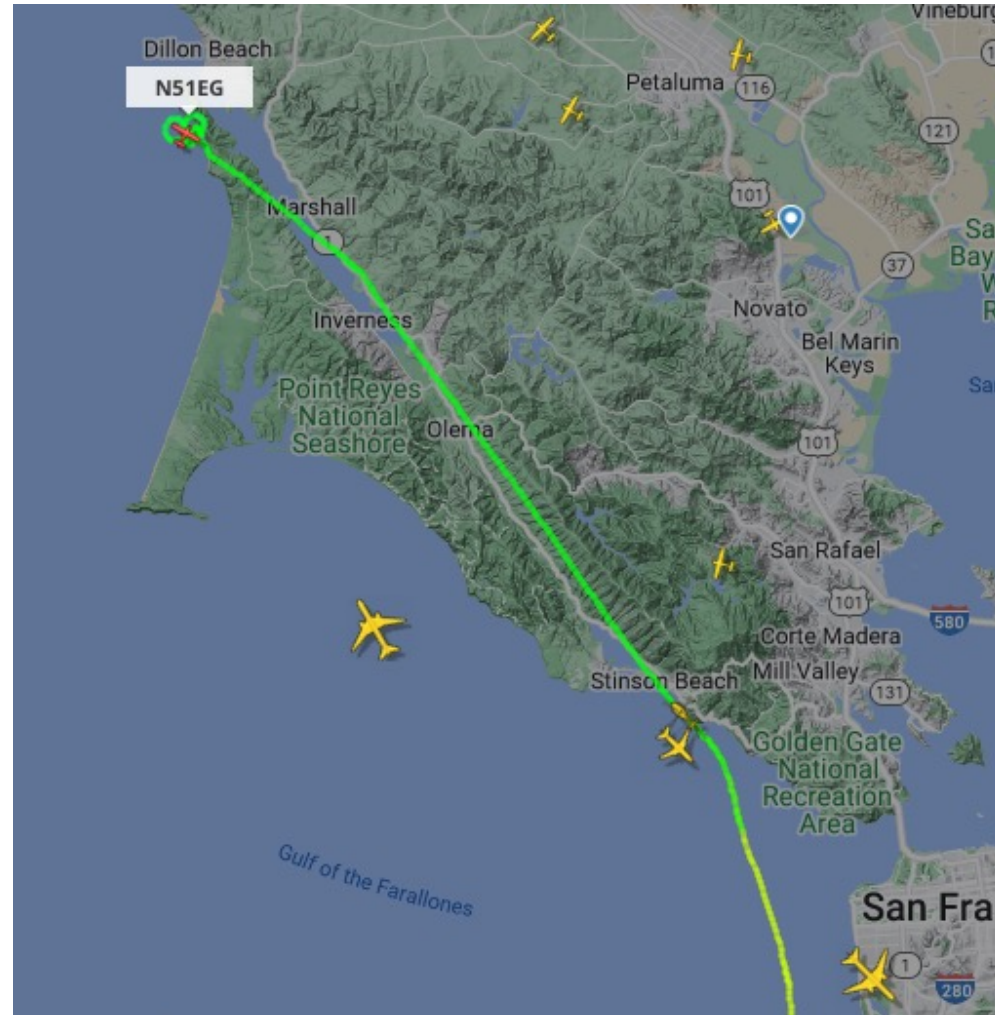 Vineburg
Dillon Beach
N51EG
Petaluma
116
121
101
Marshall
1
37
Novato
Inverness
Bel Marin
Keys
Point Reyes
National
Seashore
Olema
101
San Rafael
101
580
Corte Madera
Stinson Beach
Mill Valley
131
Golden Gate
National
Recreation
Area
Gulf of the Farallones
San Fra
1
280